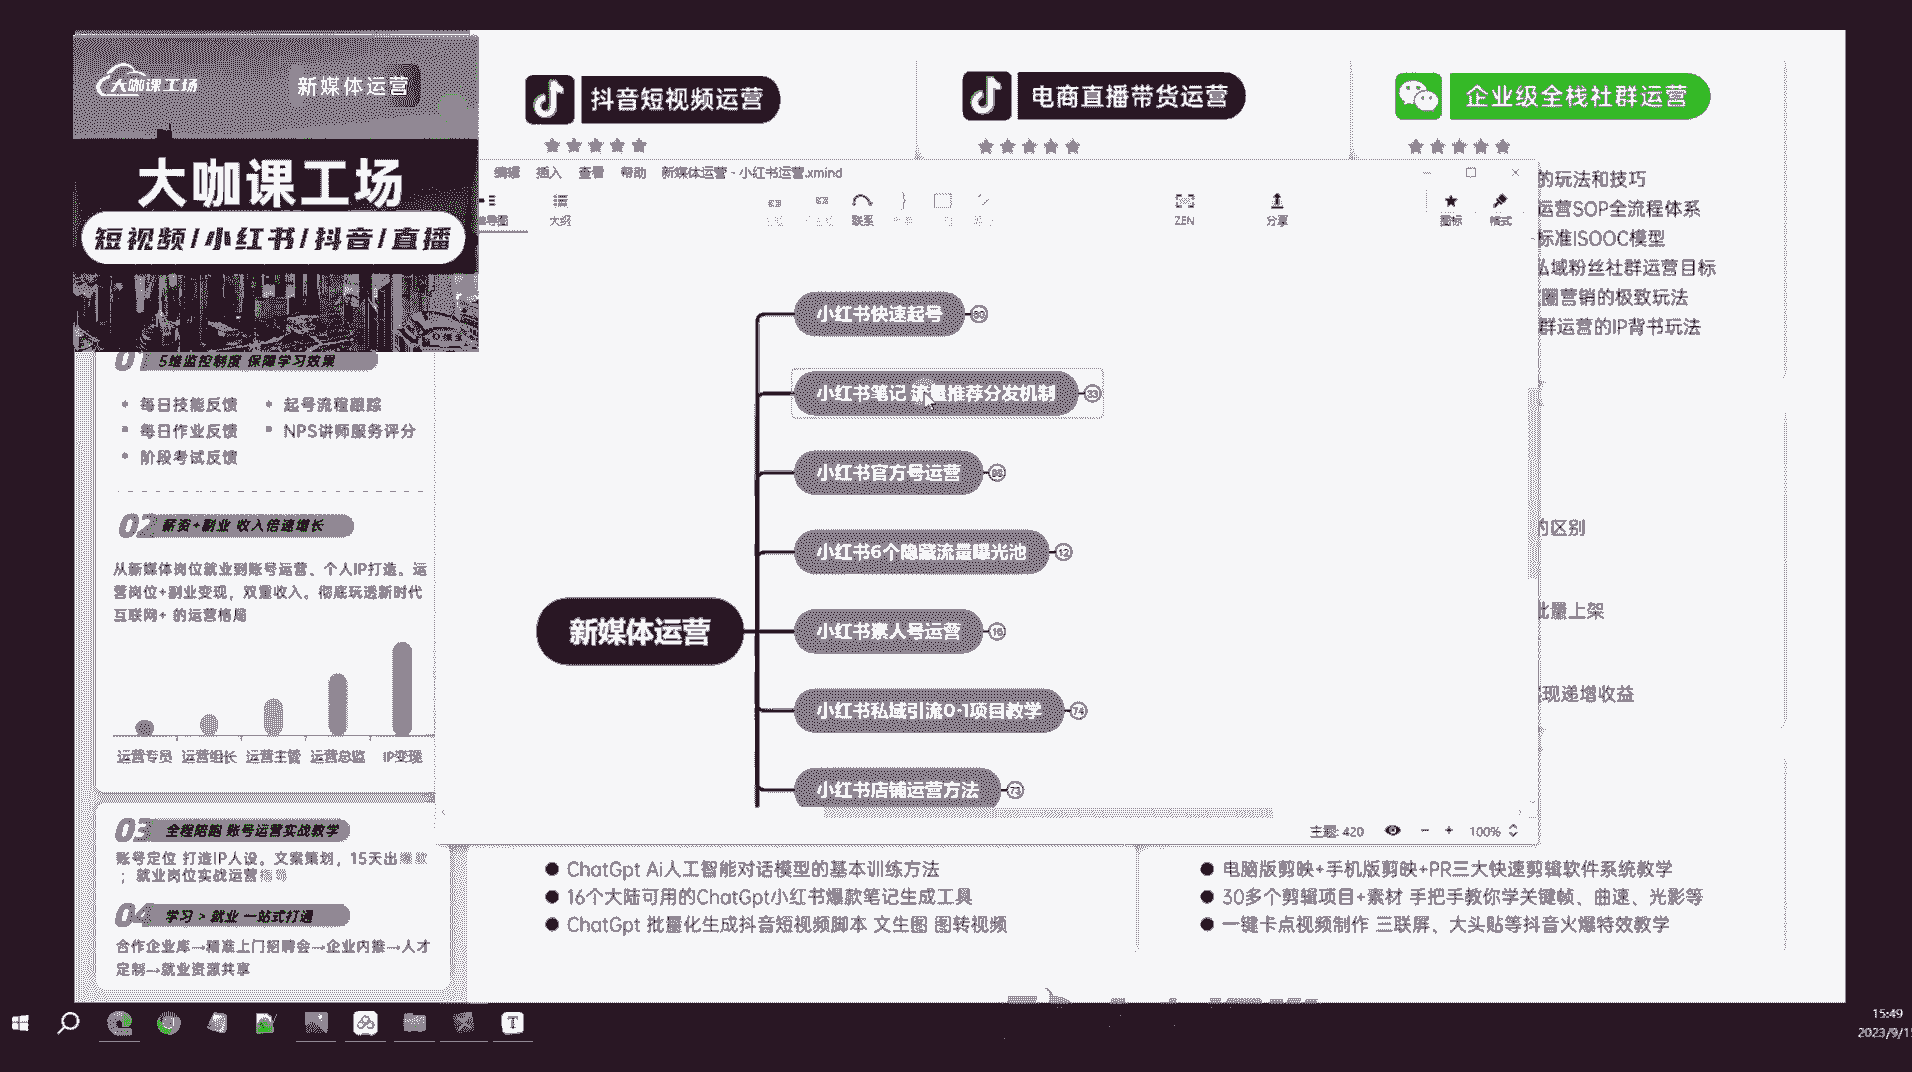 大咖课工场
新媒体运营
大咖课工场
短视频/小红书/抖音/直播
抖音短视频运营
电商直播带货运营
企业级全栈社群运营
编辑 插入 查看 帮助 新媒体运营 - 小红书运营.xmind
大纲 联系 ZEN 分享 图标 格式
的玩法和技巧
运营SOP全流程体系
标准ISOOC模型
私域粉丝社群运营目标
圈营销的极致玩法
群运营的IP背书玩法
01 5维监控制度 保障学习效果
每日技能反馈
起号流程跟踪
每日作业反馈
NPS讲师服务评分
阶段考试反馈
02 薪资+副业 收入倍速增长
从新媒体岗位就业到账号运营、个人IP打造。运
营岗位+副业变现，双重收入。彻底玩透新时代
互联网+ 的运营格局
运营专员 运营组长 运营主管 运营总监 IP变现
03 全程陪跑 账号运营实战教学
账号定位 打造IP人设。文案策划，15天出爆款
；就业岗位实战运营指导
04 学习 > 就业 一站式打通
合作企业库→精准上门招聘会→企业内推→人才
定制→就业资源共享
新媒体运营
小红书快速起号
小红书笔记 流量推荐分发机制 33
小红书官方号运营
小红书6个隐藏流量曝光池 12
小红书素人号运营 16
小红书私域引流0-1项目教学 74
小红书店铺运营方法 73
的区别
批量上架
现递增收益
主题: 420
100%
ChatGpt Ai人工智能对话模型的基本训练方法
16个大陆可用的ChatGpt小红书爆款笔记生成工具
ChatGpt 批量化生成抖音短视频脚本 文生图 图转视频
电脑版剪映+手机版剪映+PR三大快速剪辑软件系统教学
30多个剪辑项目+素材 手把手教你学关键帧、曲速、光影等
一键卡点视频制作 三联屏、大头贴等抖音火爆特效教学
15:49
2023/9/15